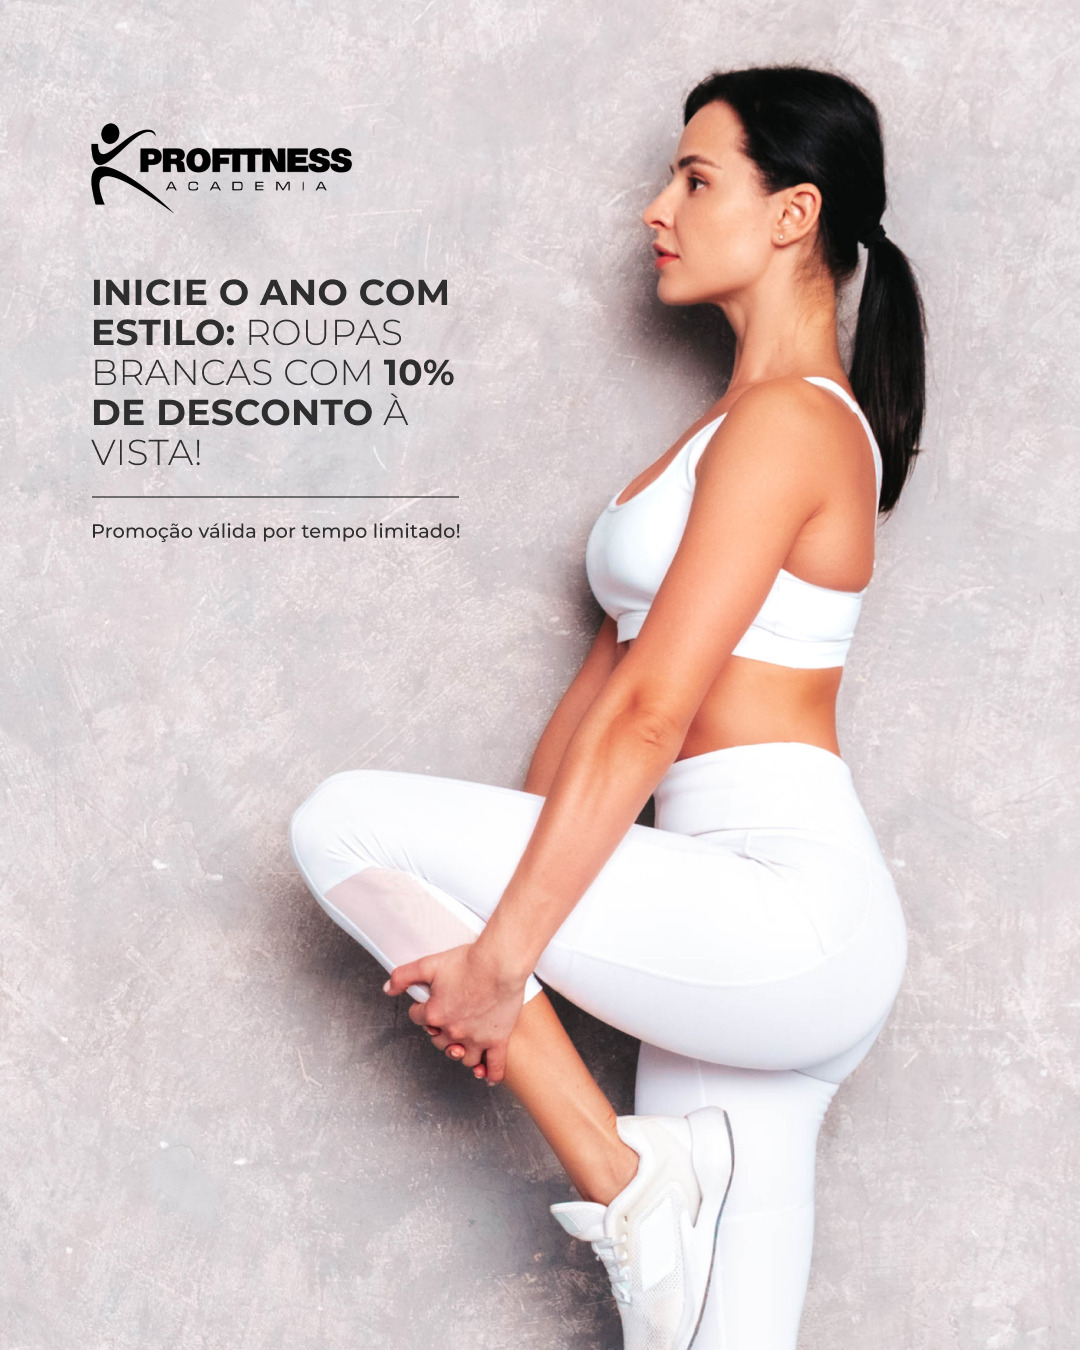 PROFITNESS
ACADEMIA
INICIE O ANO COM
ESTILO: ROUPAS
BRANCAS COM 10%
DE DESCONTO À
VISTA!
Promoção válida por tempo limitado!